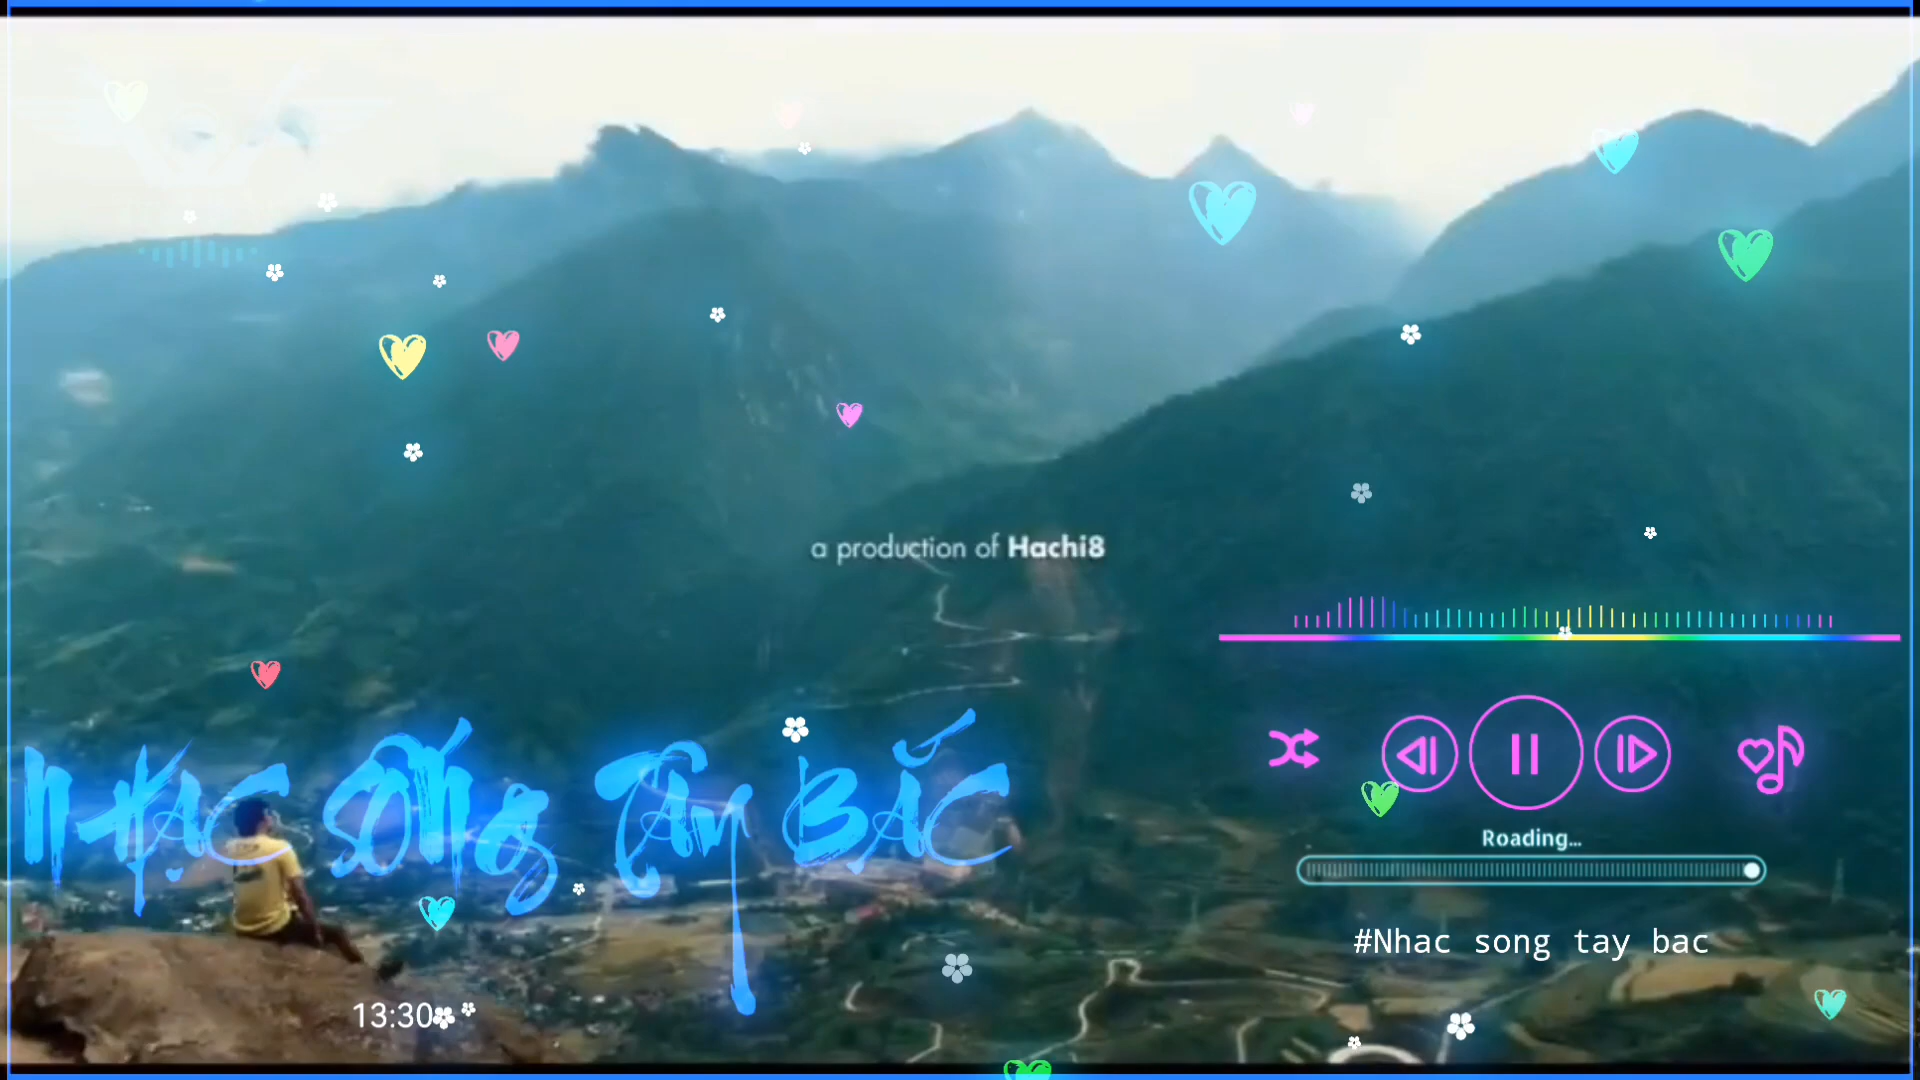 a production of Hachi8
NHẠC SỐNG TÂY BẮC
Roading...
#Nhac song tay bac
13:30